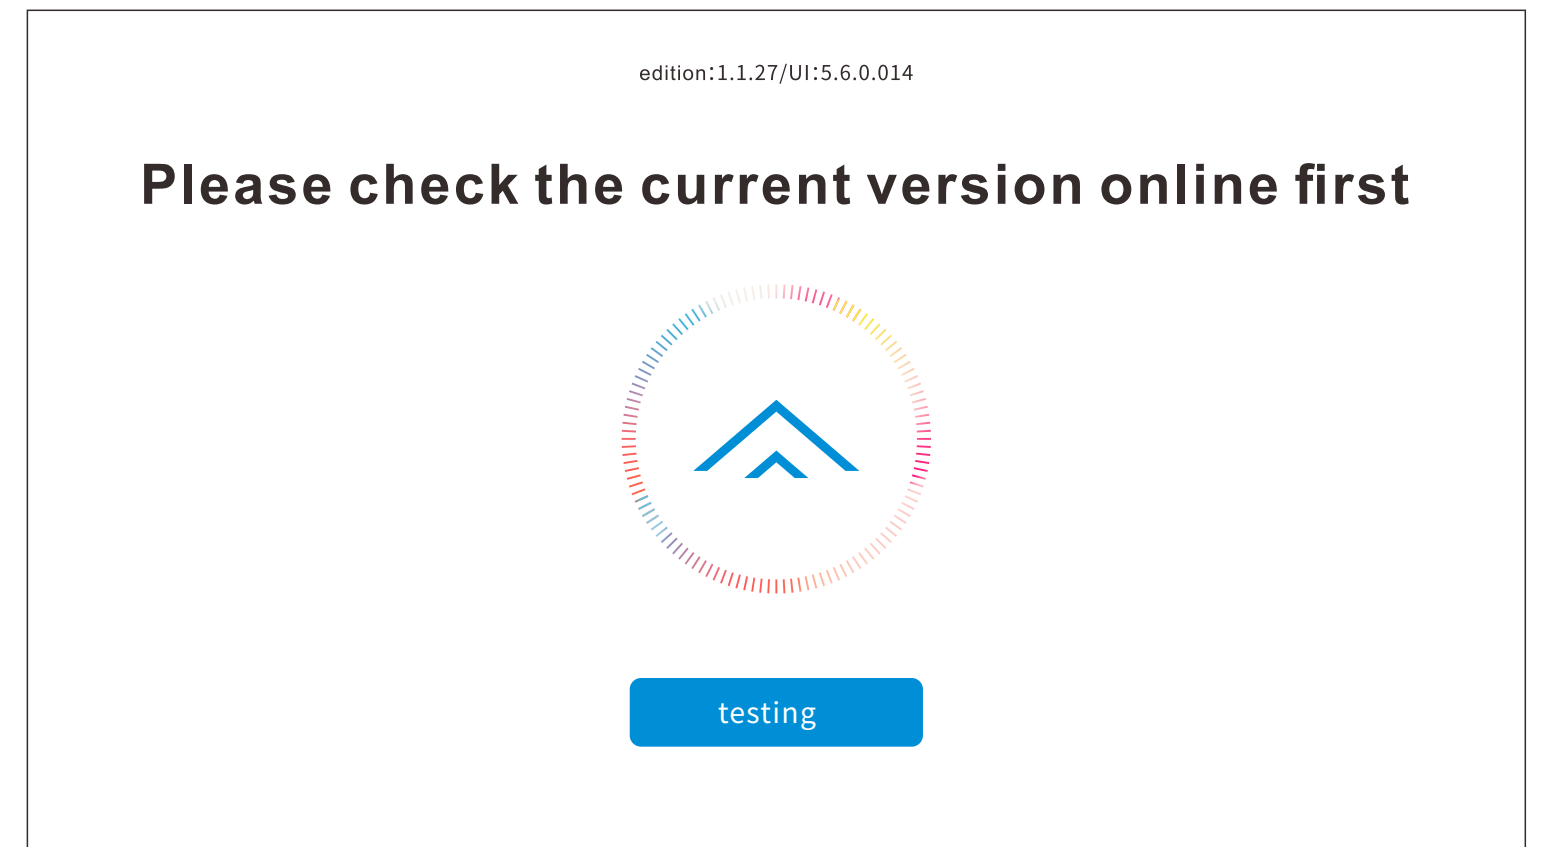 edition:1.1.27/UI:5.6.0.014
Please check the current version online first
testing